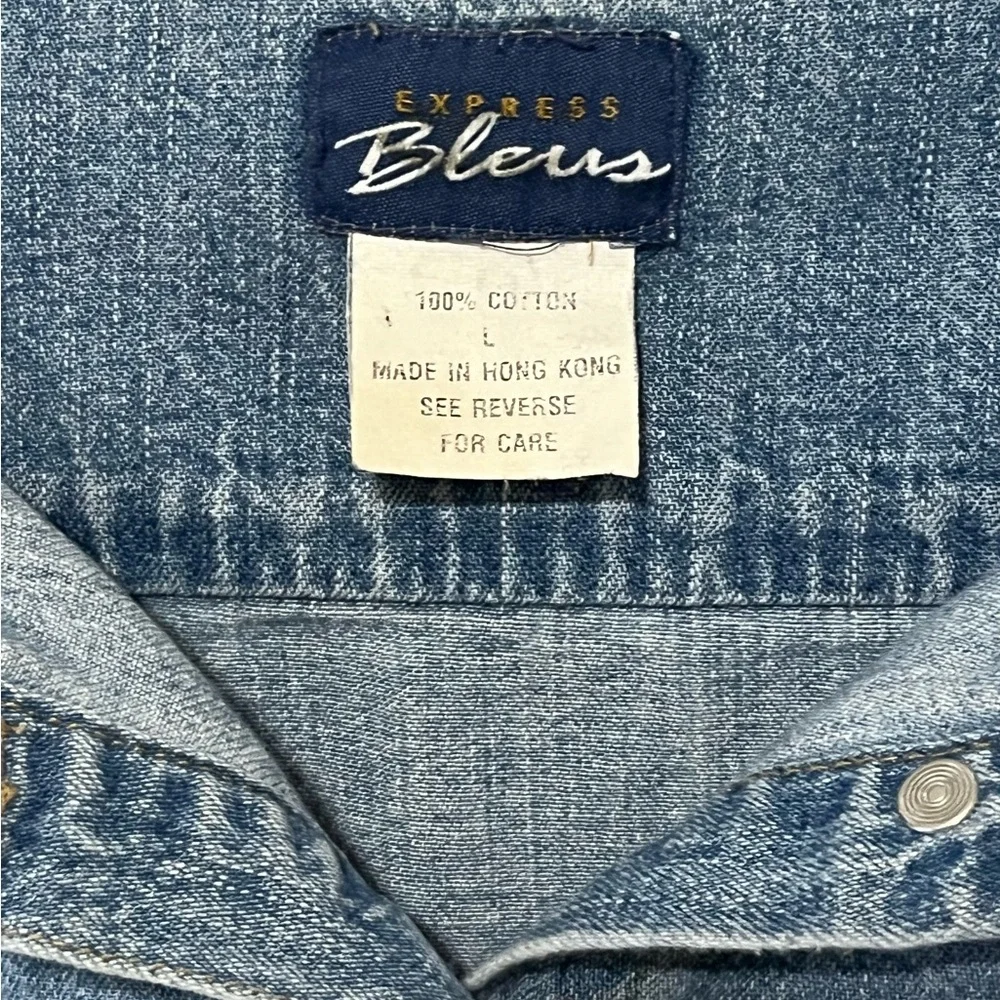 EXPRESS
Bleus
100% COTTON
L
MADE IN HONG KONG
SEE REVERSE
FOR CARE